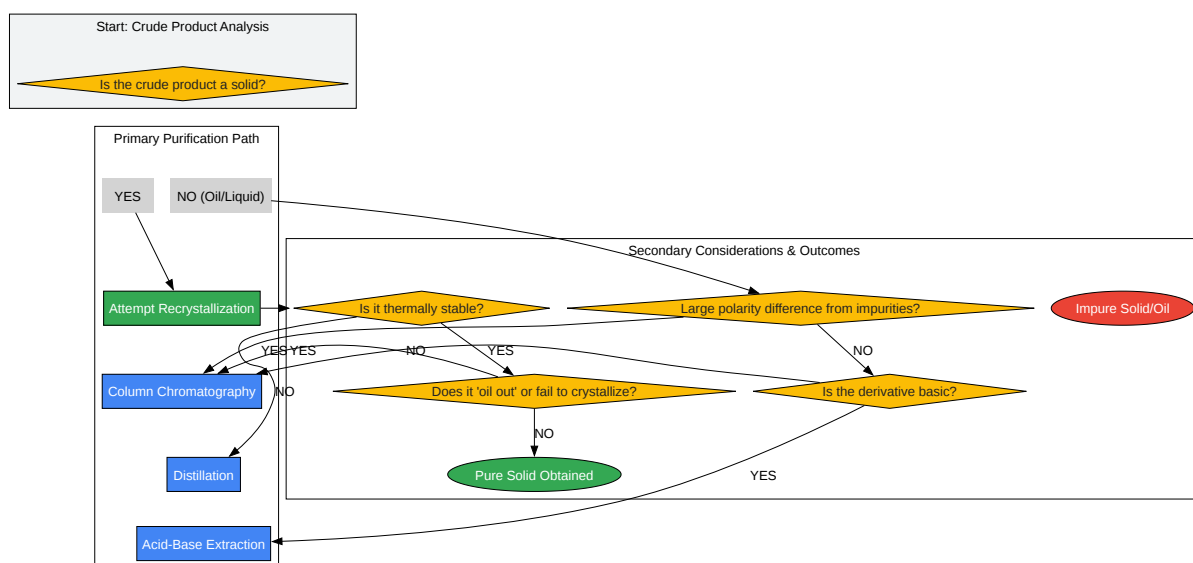 Start: Crude Product Analysis
Is the crude product a solid?
Primary Purification Path
YES
NO (Oil/Liquid)
Secondary Considerations & Outcomes
Attempt Recrystallization
Is it thermally stable?
Large polarity difference from impurities?
Impure Solid/Oil
YES
YES
NO
YES
NO
Column Chromatography
NO
Does it 'oil out' or fail to crystallize?
Is the derivative basic?
NO
Distillation
Pure Solid Obtained
YES
Acid-Base Extraction